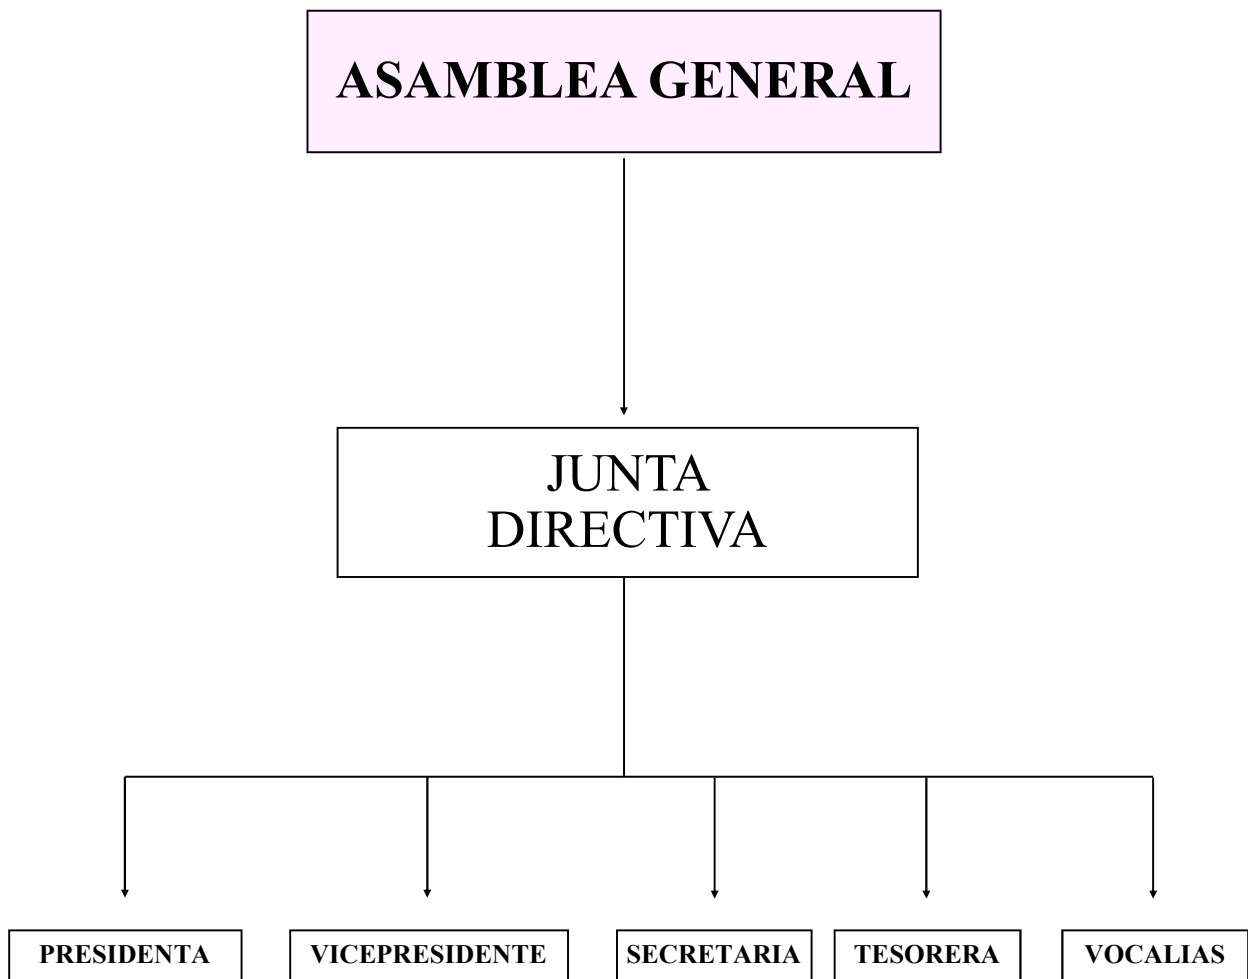 ASAMBLEA GENERAL
JUNTA
DIRECTIVA
PRESIDENTA
VICEPRESIDENTE
SECRETARIA
TESORERA
VOCALIAS